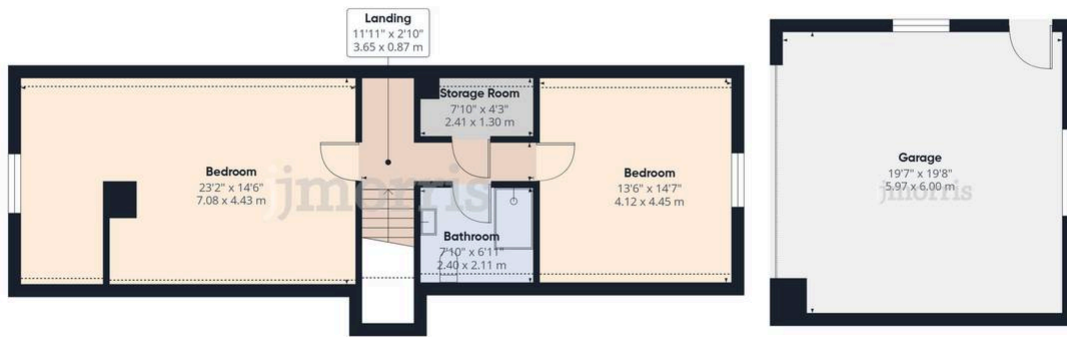 Landing
11'11" x 2'10"
3.65 x 0.87 m
Storage Room
7'10" x 4'3"
2.41 x 1.30 m
Bedroom
23'2" x 14'6"
7.08 x 4.43 m
Bedroom
13'6" x 14'7"
4.12 x 4.45 m
jjmorris
Bathroom
7'10" x 6'11"
2.40 x 2.11 m
Garage
19'7" x 19'8"
5.97 x 6.00 m
jjmorris